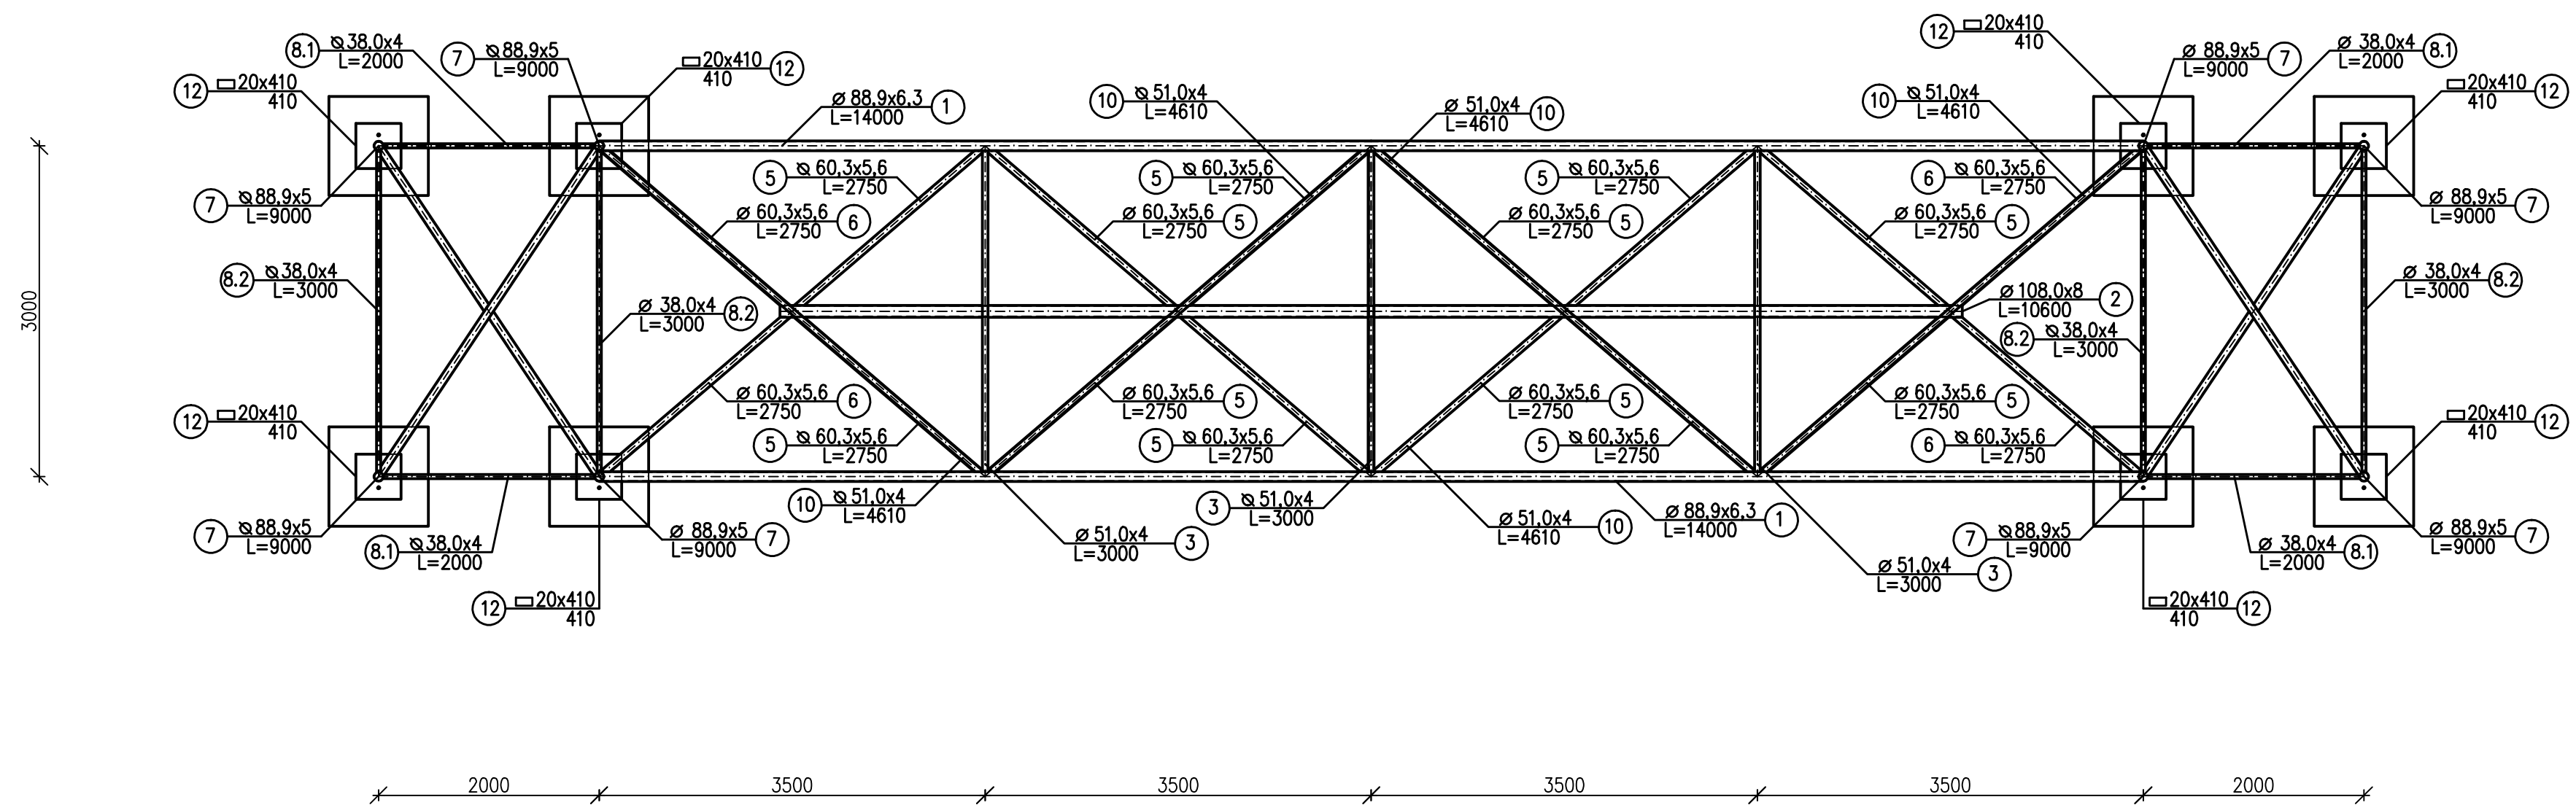 12 20x410
410
8.1 ⌀38,0x4
L=2000
7 ⌀88,9x5
L=9000
20x410 12
410
⌀ 88,9x5 7
L=9000
⌀ 38,0x4 8.1
L=2000
12 20x410
410
20x410 12
410
⌀ 88,9x6,3 1
L=14000
10 ⌀ 51,0x4
L=4610
⌀ 51,0x4 10
L=4610
10 ⌀ 51,0x4
L=4610
5 ⌀ 60,3x5,6
L=2750
5 ⌀ 60,3x5,6
L=2750
5 ⌀ 60,3x5,6
L=2750
6 ⌀ 60,3x5,6
L=2750
7 ⌀88,9x5
L=9000
⌀ 60,3x5,6 6
L=2750
⌀ 60,3x5,6 5
L=2750
⌀ 60,3x5,6 5
L=2750
⌀ 60,3x5,6 5
L=2750
⌀ 88,9x5 7
L=9000
8.2 ⌀38,0x4
L=3000
⌀ 38,0x4 8.2
L=3000
⌀ 108,0x8 2
L=10600
⌀ 38,0x4 8.2
L=3000
3000
8.2 ⌀38,0x4
L=3000
⌀ 60,3x5,6 6
L=2750
⌀ 60,3x5,6 5
L=2750
⌀ 60,3x5,6 5
L=2750
⌀ 60,3x5,6 5
L=2750
12 20x410
410
20x410 12
410
5 ⌀ 60,3x5,6
L=2750
5 ⌀ 60,3x5,6
L=2750
5 ⌀ 60,3x5,6
L=2750
6 ⌀ 60,3x5,6
L=2750
10 ⌀ 51,0x4
L=4610
3 ⌀ 51,0x4
L=3000
⌀ 51,0x4 10
L=4610
⌀ 88,9x6,3 1
L=14000
7 ⌀88,9x5
L=9000
8.1 ⌀38,0x4
L=2000
⌀ 88,9x5 7
L=9000
⌀ 51,0x4 3
L=3000
7 ⌀88,9x5
L=9000
⌀ 38,0x4 8.1
L=2000
⌀ 88,9x5 7
L=9000
⌀ 51,0x4 3
L=3000
12 20x410
410
20x410 12
410
2000 3500 3500 3500 3500 2000